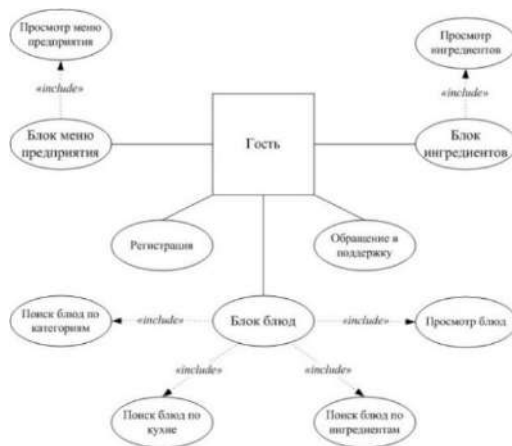 Просмотр меню
предприятия
Просмотр
ингредиентов
«include»
«include»
Блок меню
предприятия
Гость
Блок
ингредиентов
Регистрация
Обращение в
поддержку
Поиск блюд по
категориям
«include»
Блок блюд
«include»
Просмотр блюд
«include»
«include»
Поиск блюд по
кухне
Поиск блюд по
ингредиентам